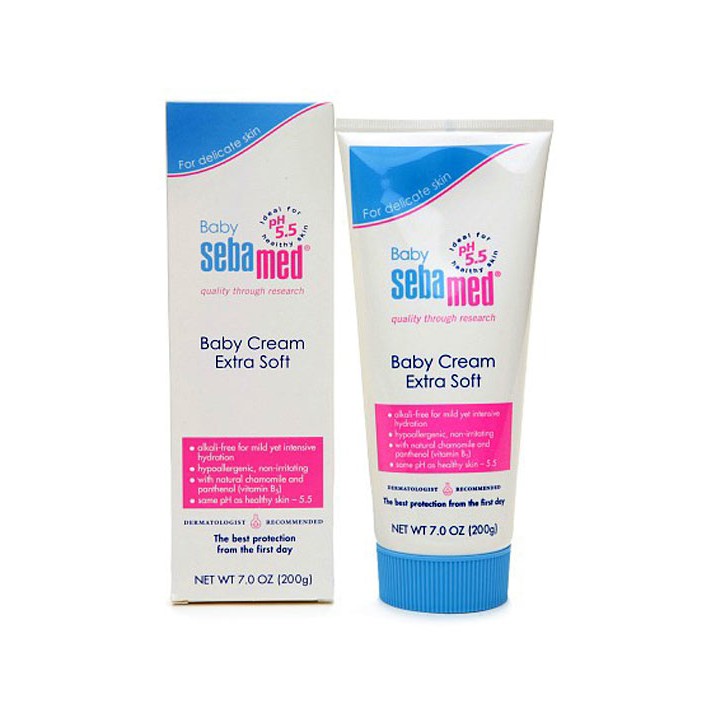 For delicate skin
Baby
ideal for
pH
5.5
healthy skin
sebamed®
quality through research
Baby Cream
Extra Soft
• alkali-free for mild yet intensive
hydration
• hypoallergenic, non-irritating
• with natural chamomile and
panthenol (vitamin B5)
• same pH as healthy skin – 5.5
DERMATOLOGIST RECOMMENDED
The best protection
from the first day
NET WT 7.0 OZ (200g)
For delicate skin
Baby
ideal for
pH
5.5
healthy skin
sebamed®
quality through research
Baby Cream
Extra Soft
• alkali-free for mild yet intensive
hydration
• hypoallergenic, non-irritating
• with natural chamomile and
panthenol (vitamin B5)
• same pH as healthy skin – 5.5
DERMATOLOGIST RECOMMENDED
The best protection from the first day
NET WT 7.0 OZ (200g)